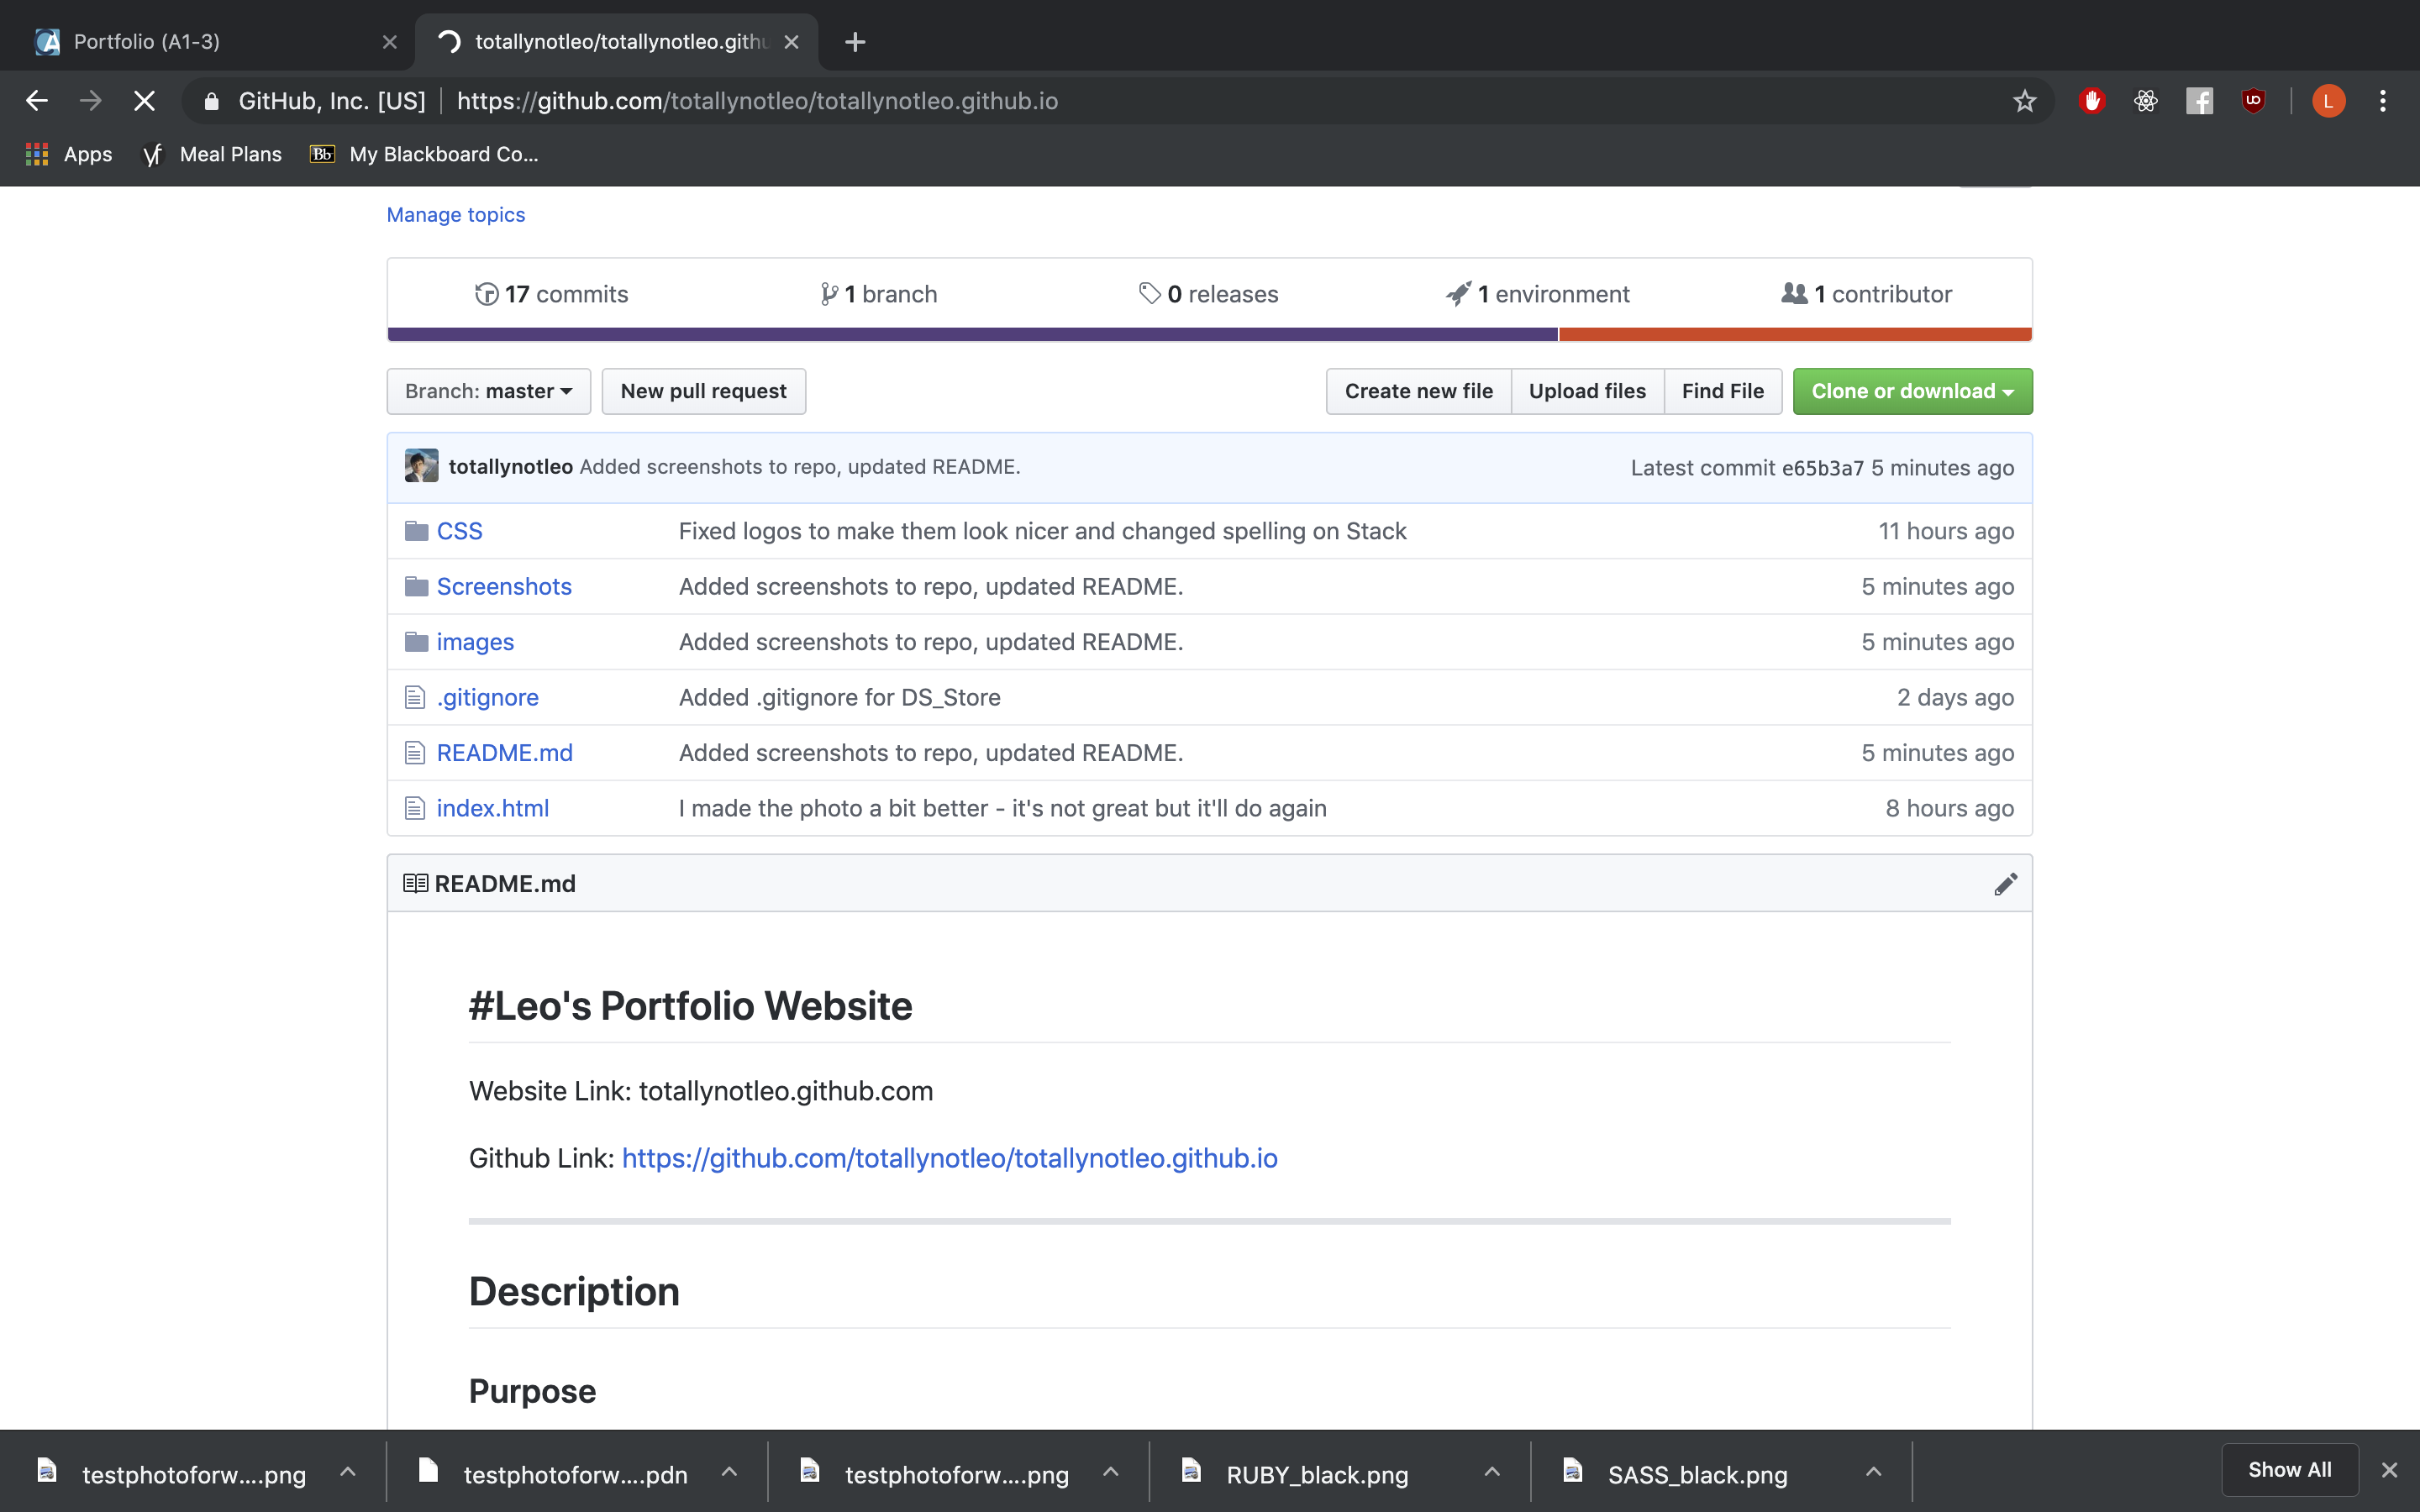 Portfolio (A1-3)
totallynotleo/totallynotleo.githu
GitHub, Inc. [US] https://github.com/totallynotleo/totallynotleo.github.io
L
Apps
Meal Plans
Bb My Blackboard Co...
Manage topics
17 commits
1 branch
0 releases
1 environment
1 contributor
Branch: master
New pull request
Create new file
Upload files
Find File
Clone or download
totallynotleo Added screenshots to repo, updated README.
Latest commit e65b3a7 5 minutes ago
CSS Fixed logos to make them look nicer and changed spelling on Stack 11 hours ago
Screenshots Added screenshots to repo, updated README. 5 minutes ago
images Added screenshots to repo, updated README. 5 minutes ago
.gitignore Added .gitignore for DS_Store 2 days ago
README.md Added screenshots to repo, updated README. 5 minutes ago
index.html I made the photo a bit better - it's not great but it'll do again 8 hours ago
README.md
#Leo's Portfolio Website
Website Link: totallynotleo.github.com
Github Link: https://github.com/totallynotleo/totallynotleo.github.io
Description
Purpose
testphotoforw....png
testphotoforw....pdn
testphotoforw....png
RUBY_black.png
SASS_black.png
Show All